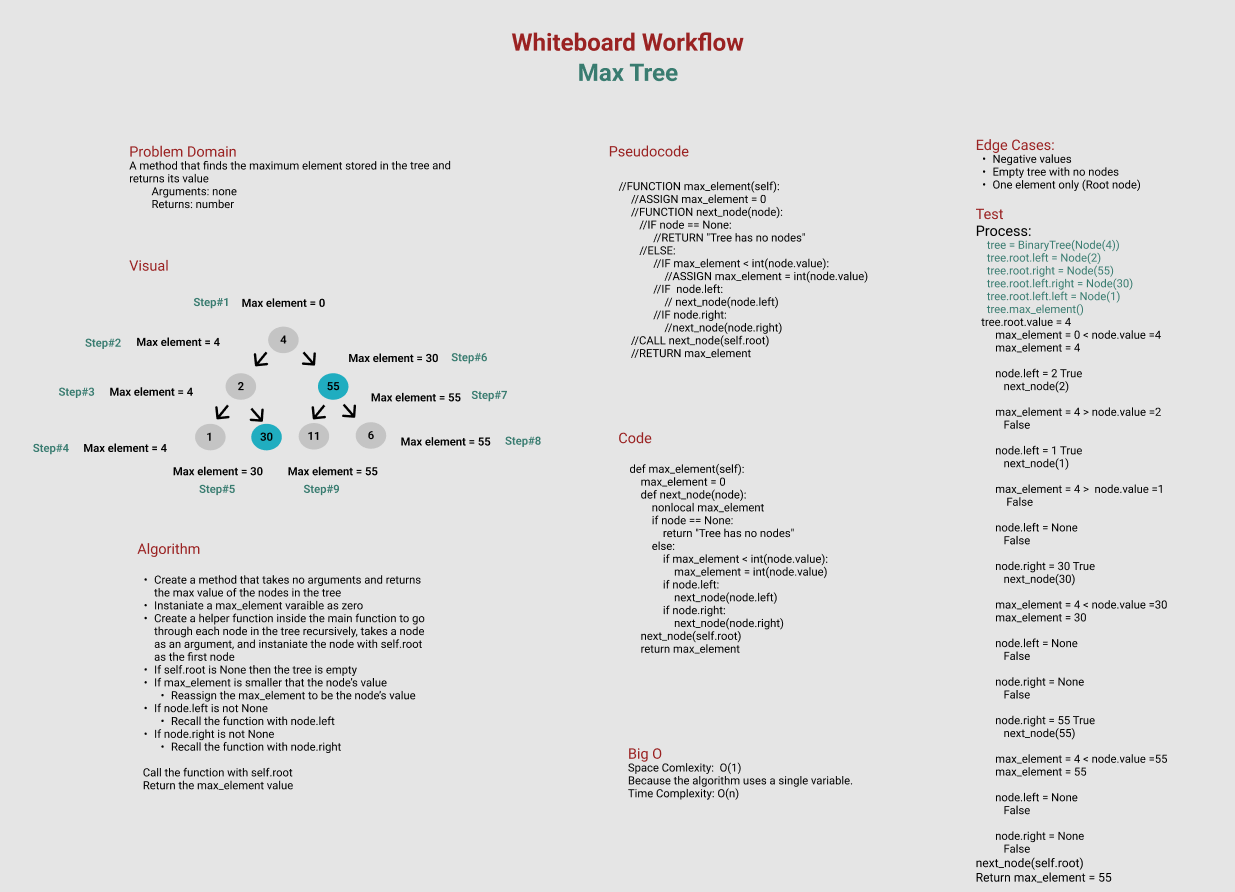 Whiteboard Workflow
Max Tree
Problem Domain
A method that finds the maximum element stored in the tree and
returns its value
Arguments: none
Returns: number
Visual
Step#1 Max element = 0
4
Step#2 Max element = 4
Max element = 30 Step#6
2
55
Step#3 Max element = 4
Max element = 55 Step#7
1
30
11
6
Step#4 Max element = 4
Max element = 55 Step#8
Max element = 30
Step#5
Max element = 55
Step#9
Algorithm
• Create a method that takes no arguments and returns
the max value of the nodes in the tree
• Instaniate a max_element varaible as zero
• Create a helper function inside the main function to go
through each node in the tree recursively, takes a node
as an argument, and instaniate the node with self.root
as the first node
• If self.root is None then the tree is empty
• If max_element is smaller that the node's value
• Reassign the max_element to be the node's value
• If node.left is not None
• Recall the function with node.left
• If node.right is not None
• Recall the function with node.right
Call the function with self.root
Return the max_element value
Pseudocode
//FUNCTION max_element(self):
//ASSIGN max_element = 0
//FUNCTION next_node(node):
//IF node == None:
//RETURN "Tree has no nodes"
//ELSE:
//IF max_element < int(node.value):
//ASSIGN max_element = int(node.value)
//IF node.left:
// next_node(node.left)
//IF node.right:
//next_node(node.right)
//CALL next_node(self.root)
//RETURN max_element
Code
def max_element(self):
max_element = 0
def next_node(node):
nonlocal max_element
if node == None:
return "Tree has no nodes"
else:
if max_element < int(node.value):
max_element = int(node.value)
if node.left:
next_node(node.left)
if node.right:
next_node(node.right)
next_node(self.root)
return max_element
Big O
Space Comlexity: O(1)
Because the algorithm uses a single variable.
Time Complexity: O(n)
Edge Cases:
• Negative values
• Empty tree with no nodes
• One element only (Root node)
Test
Process:
tree = BinaryTree(Node(4))
tree.root.left = Node(2)
tree.root.right = Node(55)
tree.root.left.right = Node(30)
tree.root.left.left = Node(1)
tree.max_element()
tree.root.value = 4
max_element = 0 < node.value =4
max_element = 4
node.left = 2 True
next_node(2)
max_element = 4 > node.value =2
False
node.left = 1 True
next_node(1)
max_element = 4 > node.value =1
False
node.left = None
False
node.right = 30 True
next_node(30)
max_element = 4 < node.value =30
max_element = 30
node.left = None
False
node.right = None
False
node.right = 55 True
next_node(55)
max_element = 4 < node.value =55
max_element = 55
node.left = None
False
node.right = None
False
next_node(self.root)
Return max_element = 55